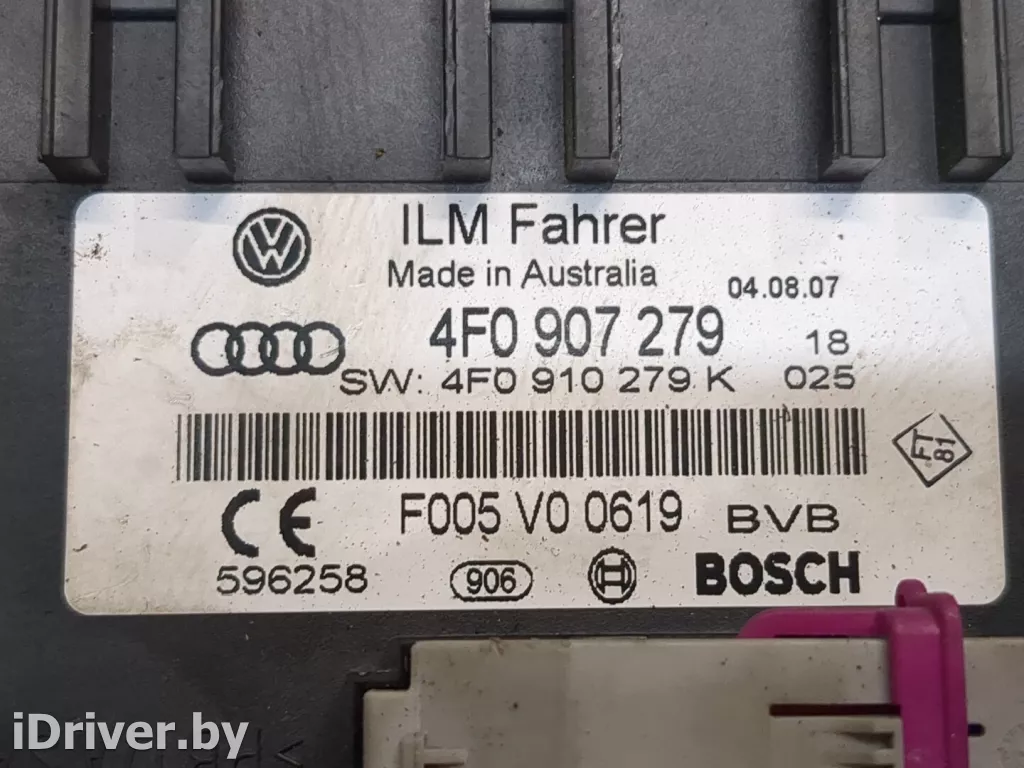 ILM Fahrer
Made in Australia
04.08.07
4F0 907 279
18
SW: 4F0 910 279 K
025
FT
81
F005 V0 0619
BVB
CE
596258
906
BOSCH
iDriver.by